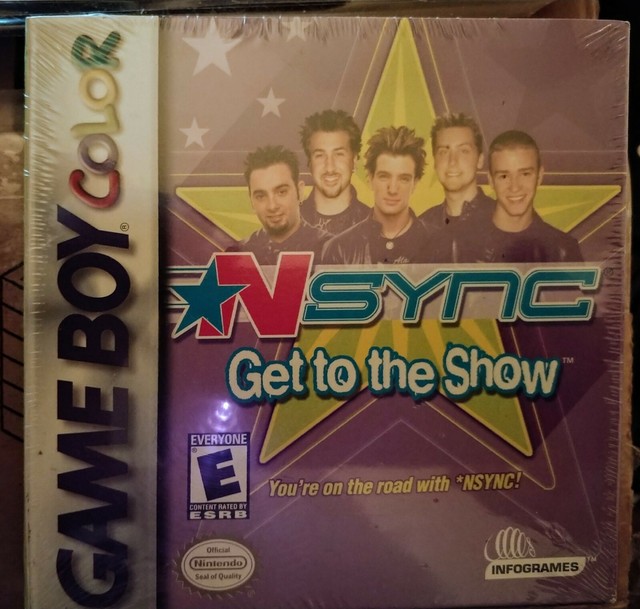 GAME BOY COLOR®
*NSYNC
Get to the Show™
EVERYONE
E
CONTENT RATED BY
ESRB
You're on the road with *NSYNC!
Official
Nintendo
Seal of Quality
INFOGRAMES™